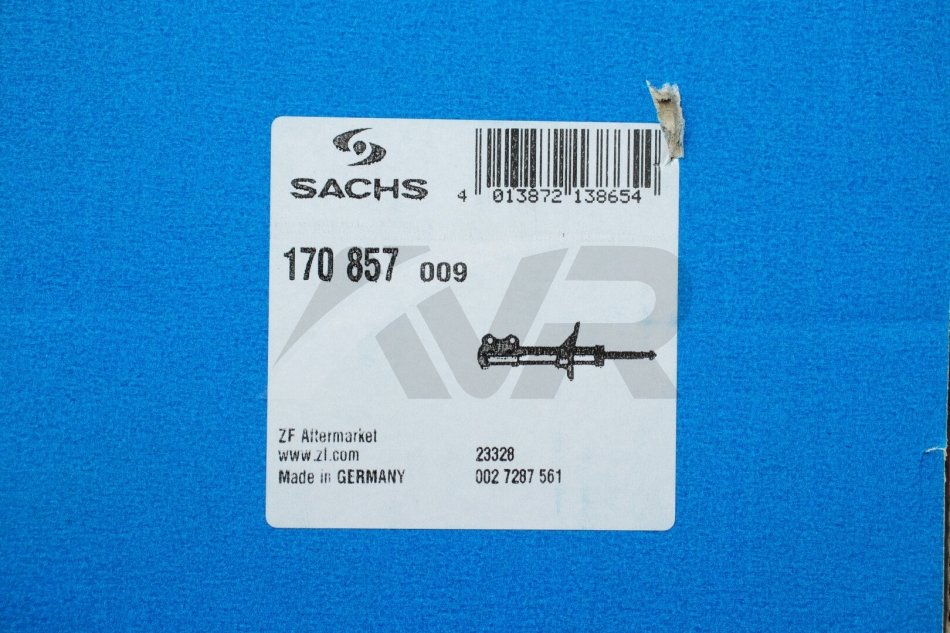 SACHS
4 013872 138654
170 857 009
KVR
ZF Aftermarket
www.zf.com
23328
Made in GERMANY
002 7287 561